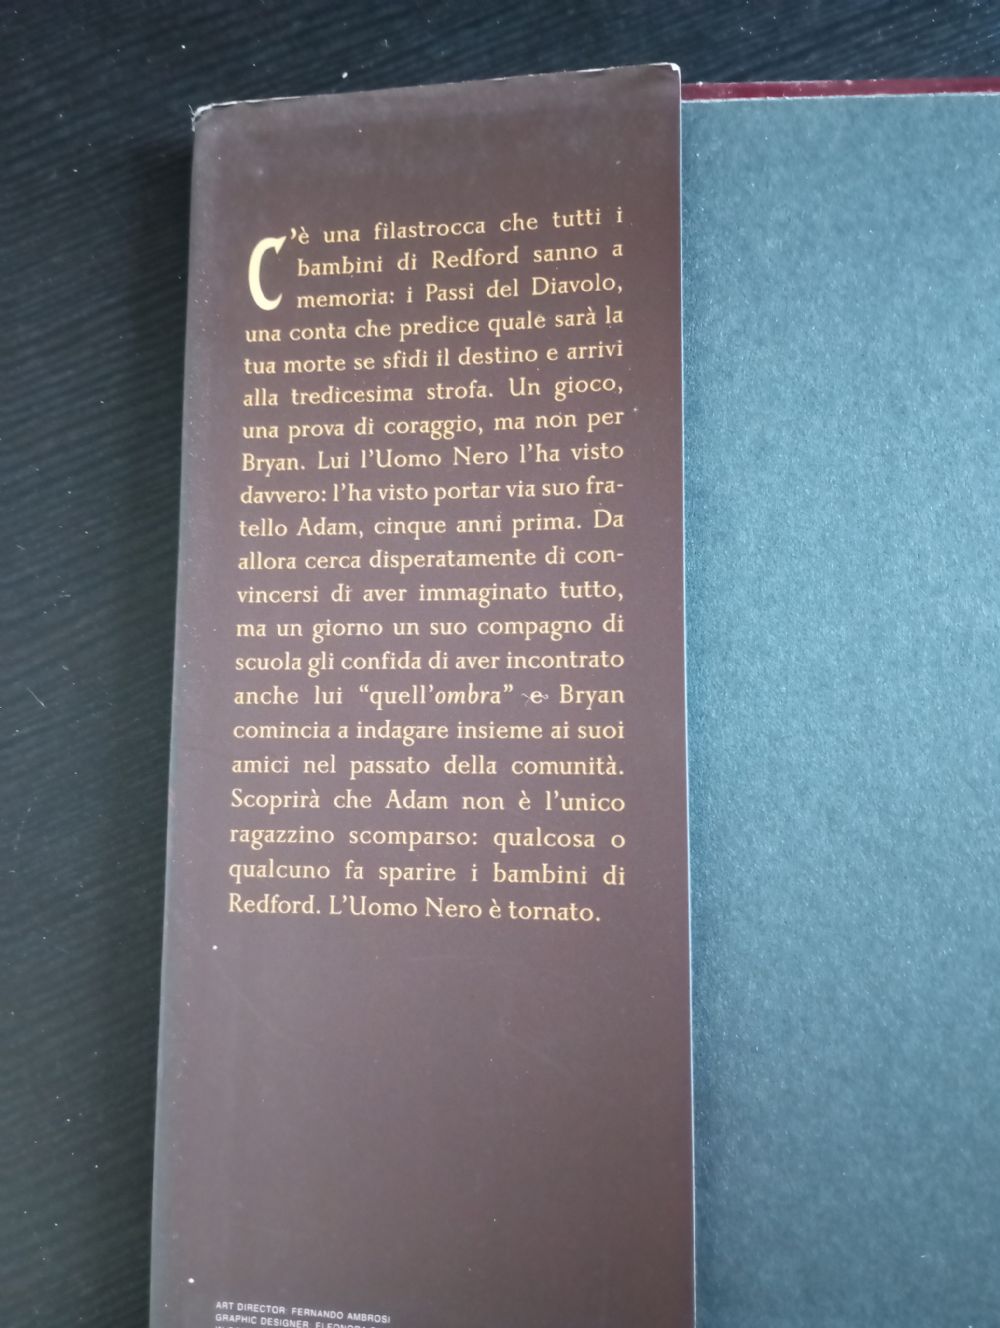 C'è una filastrocca che tutti i
bambini di Redford sanno a
memoria: i Passi del Diavolo,
una conta che predice quale sarà la
tua morte se sfidi il destino e arrivi
alla tredicesima strofa. Un gioco,
una prova di coraggio, ma non per
Bryan. Lui l'Uomo Nero l'ha visto
davvero: l'ha visto portar via suo fra-
tello Adam, cinque anni prima. Da
allora cerca disperatamente di con-
vincersi di aver immaginato tutto,
ma un giorno un suo compagno di
scuola gli confida di aver incontrato
anche lui “quell'ombra” e Bryan
comincia a indagare insieme ai suoi
amici nel passato della comunità.
Scoprirà che Adam non è l'unico
ragazzino scomparso: qualcosa o
qualcuno fa sparire i bambini di
Redford. L'Uomo Nero è tornato.
ART DIRECTOR: FERNANDO AMBROSI
GRAPHIC DESIGNER: